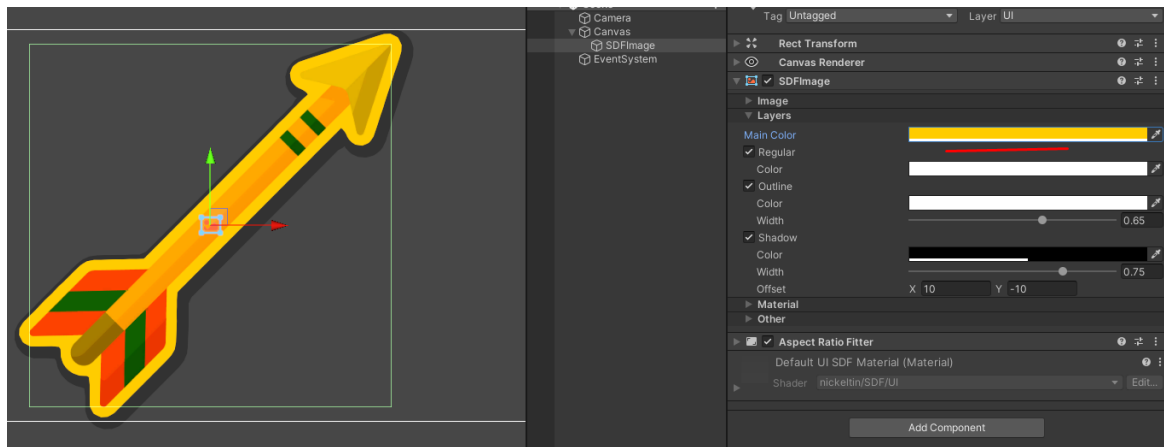 Camera
Canvas
SDFImage
EventSystem
Tag Untagged Layer UI
Rect Transform
Canvas Renderer
SDFImage
Image
Layers
Main Color
Regular
Color
Outline
Color
Width 0.65
Shadow
Color
Width 0.75
Offset X 10 Y -10
Material
Other
Aspect Ratio Fitter
Default UI SDF Material (Material)
Shader nickeltin/SDF/UI Edit...
Add Component